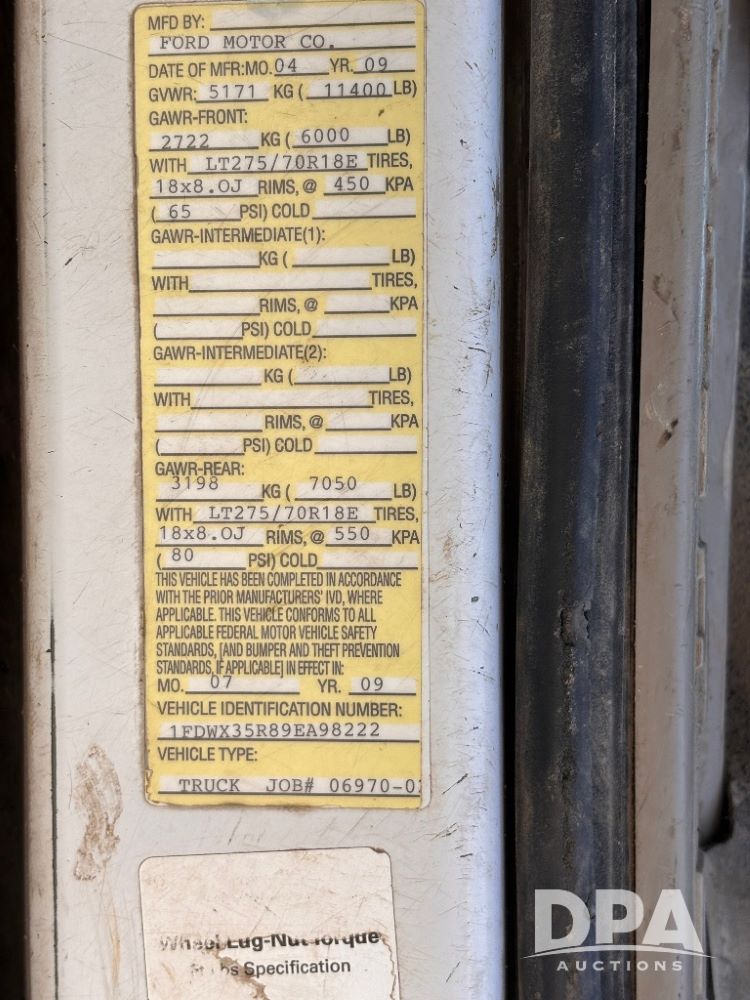 MFD BY:
FORD MOTOR CO.
DATE OF MFR:MO. 04 YR. 09
GVWR: 5171 KG ( 11400 LB)
GAWR-FRONT:
2722 KG ( 6000 LB)
WITH LT275/70R18E TIRES,
18x8.OJ RIMS, @ 450 KPA
( 65 PSI) COLD
GAWR-INTERMEDIATE(1):
KG ( LB)
WITH TIRES,
RIMS, @ KPA
( PSI) COLD
GAWR-INTERMEDIATE(2):
KG ( LB)
WITH TIRES,
RIMS, @ KPA
( PSI) COLD
GAWR-REAR:
3198 KG ( 7050 LB)
WITH LT275/70R18E TIRES,
18x8.OJ RIMS, @ 550 KPA
( 80 PSI) COLD
THIS VEHICLE HAS BEEN COMPLETED IN ACCORDANCE
WITH THE PRIOR MANUFACTURERS' IVD, WHERE
APPLICABLE. THIS VEHICLE CONFORMS TO ALL
APPLICABLE FEDERAL MOTOR VEHICLE SAFETY
STANDARDS, [AND BUMPER AND THEFT PREVENTION
STANDARDS, IF APPLICABLE] IN EFFECT IN:
MO. 07 YR. 09
VEHICLE IDENTIFICATION NUMBER:
1FDWX35R89EA98222
VEHICLE TYPE:
TRUCK JOB# 06970-0
Wheel Lug-Nut Torque
Specification
DPA
AUCTIONS